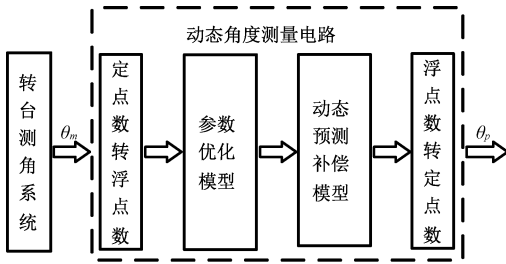 动态角度测量电路
转台测角系统
θm
定点数转浮点数
参数
优化
模型
动态
预测
补偿
模型
浮点数转定点数
θp